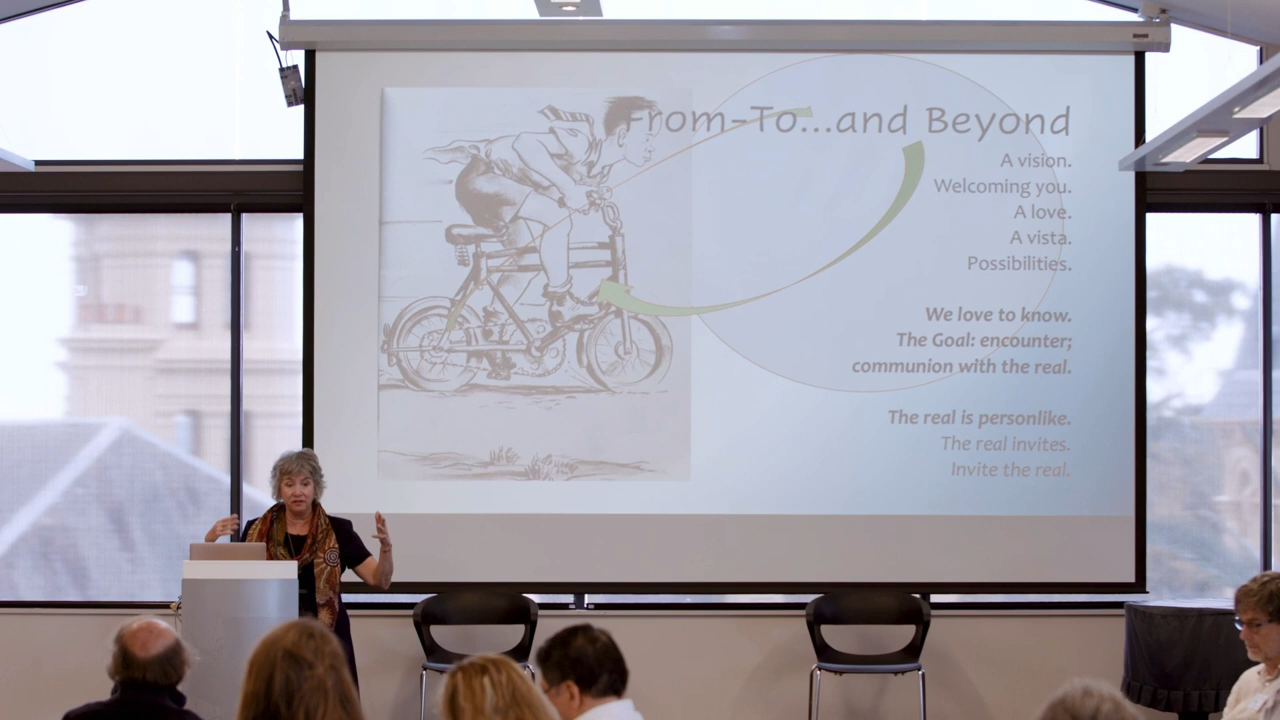 From-To...and Beyond
A vision.
Welcoming you.
A love.
A vista.
Possibilities.
We love to know.
The Goal: encounter;
communion with the real.
The real is personlike.
The real invites.
Invite the real.